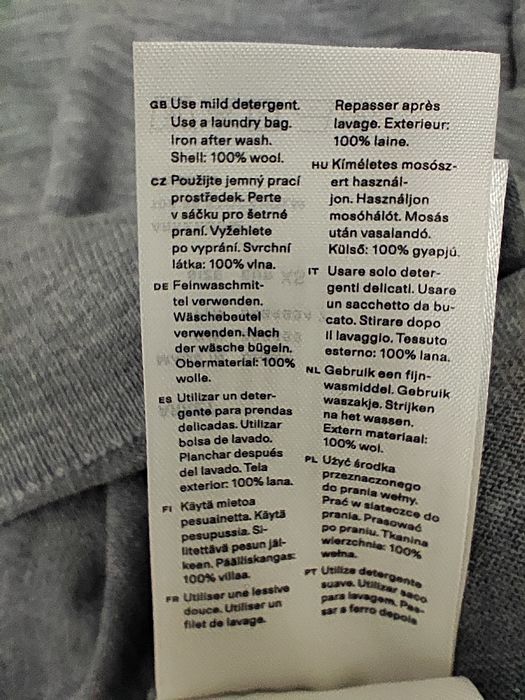 GB Use mild detergent.
Use a laundry bag.
Iron after wash.
Shell: 100% wool.
CZ Použijte jemný prací
prostředek. Perte
v sáčku pro šetrné
praní. Vyžehlete
po vyprání. Svrchní
látka: 100% vlna.
DE Feinwaschmit-
tel verwenden.
Wäschebeutel
verwenden. Nach
der wäsche bügeln.
Obermaterial: 100%
wolle.
ES Utilizar un deter-
gente para prendas
delicadas. Utilizar
bolsa de lavado.
Planchar después
del lavado. Tela
exterior: 100% lana.
FI Käytä mietoa
pesuainetta. Käytä
pesupussia. Si-
litettävä pesun jäl-
keen. Päälliskangas:
100% villaa.
FR Utiliser une lessive
douce. Utiliser un
filet de lavage.
Repasser après
lavage. Exterieur:
100% laine.
HU Kíméletes mosósz-
ert használ-
jon. Használjon
mosóhálót. Mosás
után vasalandó.
Külső: 100% gyapjú.
IT Usare solo deter-
genti delicati. Usare
un sacchetto da bu-
cato. Stirare dopo
il lavaggio. Tessuto
esterno: 100% lana.
NL Gebruik een fijn-
wasmiddel. Gebruik
waszakje. Strijken
na het wassen.
Extern materiaal:
100% wol.
PL Użyć środka
przeznaczonego
do prania wełny.
Prać w siateczce do
prania. Prasować
po praniu. Tkanina
wierzchnia: 100%
wełna.
PT Utilize detergente
suave. Utilizar saco
para lavagem. Pas-
sar a ferro depois